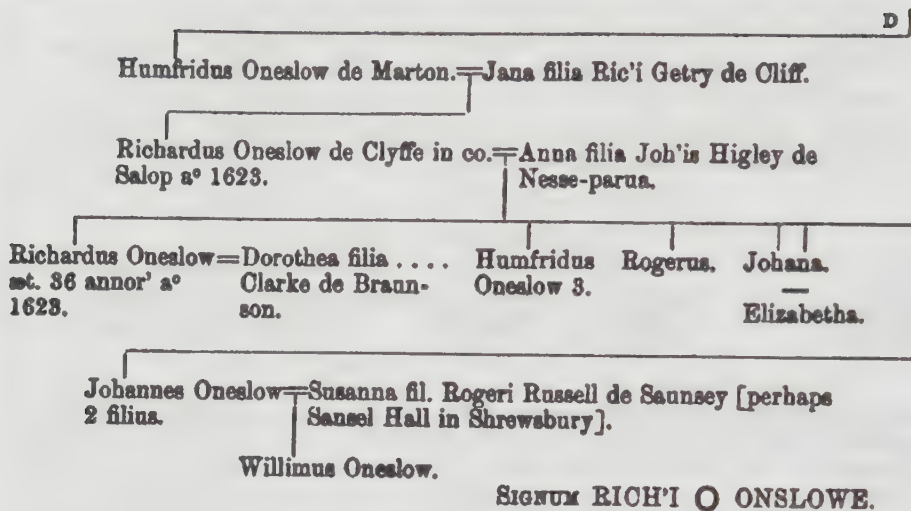 D
Humfridus Oneslow de Marton.=Jana filia Ric'i Getry de Cliff.
Richardus Oneslow de Clyffe in co.=Anna filia Joh'is Higley de
Salop aº 1623.
Nesse-parua.
Richardus Oneslow=Dorothea filia . . . .
æt. 36 annor' aº
1623.
Clarke de Braun-
son.
Humfridus
Oneslow 3.
Rogerus.
Johana.
Elizabetha.
Johannes Oneslow=Susanna fil. Rogeri Russell de Saunsey [perhaps
2 filius.
Sansel Hall in Shrewsbury].
Willimus Oneslow.
SIGNUM RICH'I O ONSLOWE.